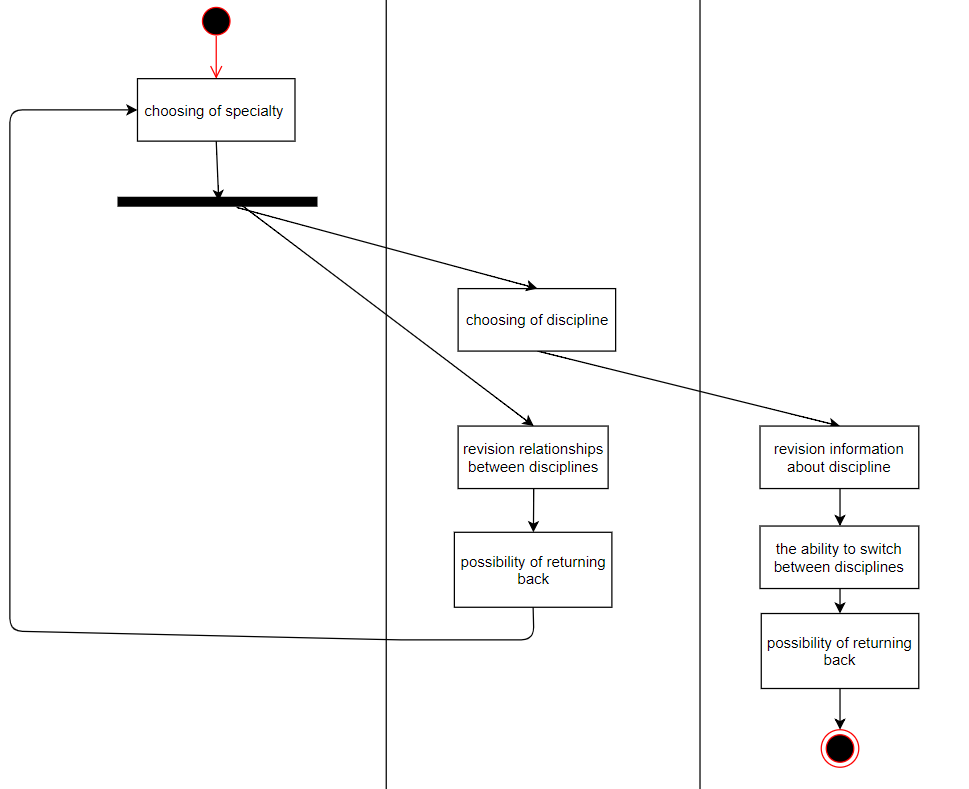 choosing of specialty
choosing of discipline
revision relationships
between disciplines
possibility of returning
back
revision information
about discipline
the ability to switch
between disciplines
possibility of returning
back